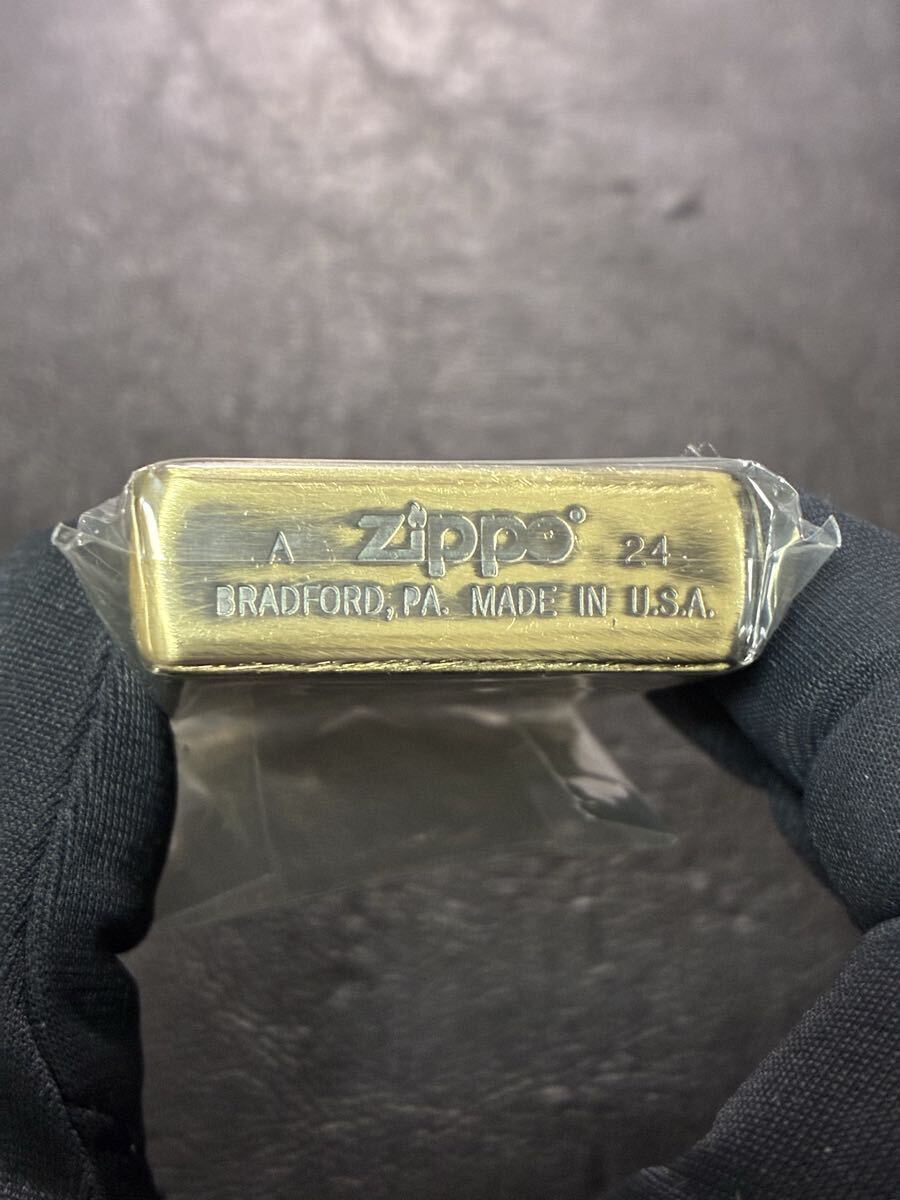 A Zippo® 24
BRADFORD, PA. MADE IN U.S.A.